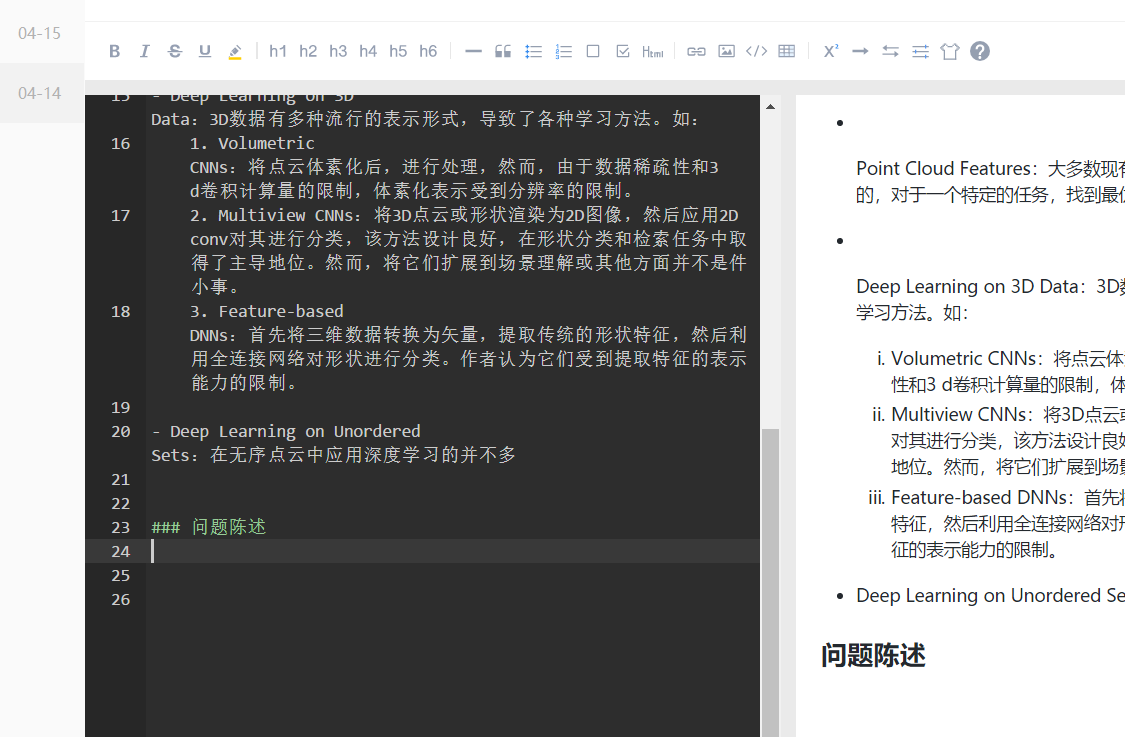 04-15
04-14
B I S U h1 h2 h3 h4 h5 h6 Html X²
15 - Deep Learning on 3D
Data：3D数据有多种流行的表示形式，导致了各种学习方法。如：
16 1. Volumetric
CNNs：将点云体素化后，进行处理，然而，由于数据稀疏性和3
d卷积计算量的限制，体素化表示受到分辨率的限制。
17 2. Multiview CNNs：将3D点云或形状渲染为2D图像，然后应用2D
conv对其进行分类，该方法设计良好，在形状分类和检索任务中取
得了主导地位。然而，将它们扩展到场景理解或其他方面并不是件
小事。
18 3. Feature-based
DNNs：首先将三维数据转换为矢量，提取传统的形状特征，然后利
用全连接网络对形状进行分类。作者认为它们受到提取特征的表示
能力的限制。
19
20 - Deep Learning on Unordered
Sets：在无序点云中应用深度学习的并不多
21
22
23 ### 问题陈述
24
25
26
Point Cloud Features：大多数现有
的，对于一个特定的任务，找到最优
Deep Learning on 3D Data：3D数
学习方法。如：
i. Volumetric CNNs：将点云体
性和3 d卷积计算量的限制，体
ii. Multiview CNNs：将3D点云或
对其进行分类，该方法设计良好
地位。然而，将它们扩展到场景
iii. Feature-based DNNs：首先将
特征，然后利用全连接网络对形
征的表示能力的限制。
Deep Learning on Unordered Se
问题陈述